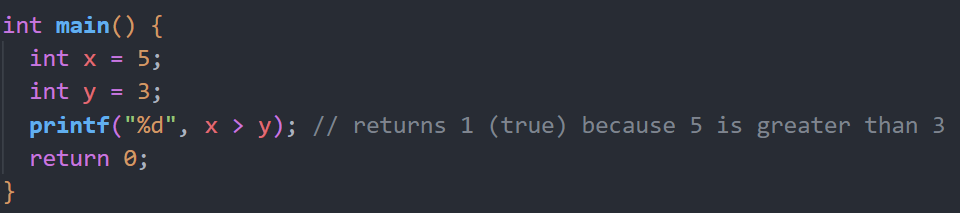 int main() {
  int x = 5;
  int y = 3;
  printf("%d", x > y); // returns 1 (true) because 5 is greater than 3
  return 0;
}